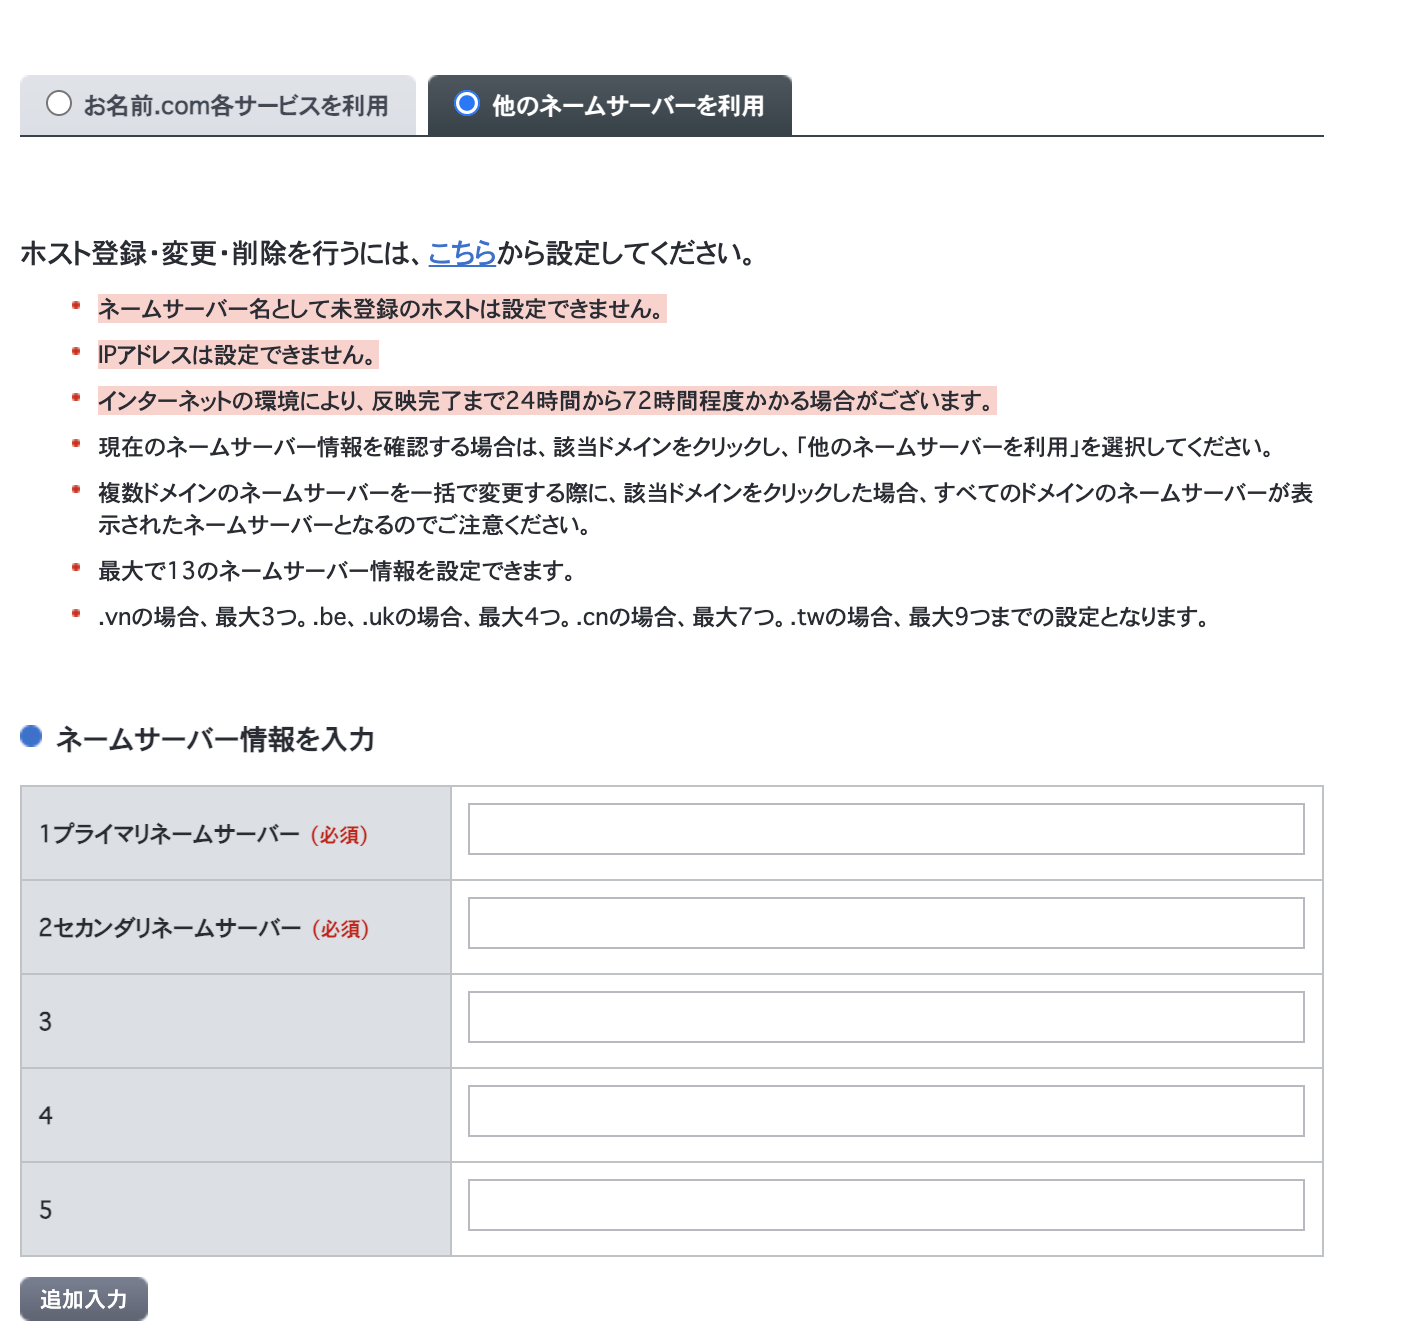 お名前.com各サービスを利用
他のネームサーバーを利用
ホスト登録・変更・削除を行うには、こちらから設定してください。
ネームサーバー名として未登録のホストは設定できません。
IPアドレスは設定できません。
インターネットの環境により、反映完了まで24時間から72時間程度かかる場合がございます。
現在のネームサーバー情報を確認する場合は、該当ドメインをクリックし、「他のネームサーバーを利用」を選択してください。
複数ドメインのネームサーバーを一括で変更する際に、該当ドメインをクリックした場合、すべてのドメインのネームサーバーが表
示されたネームサーバーとなるのでご注意ください。
最大で13のネームサーバー情報を設定できます。
.vnの場合、最大3つ。.be、.ukの場合、最大4つ。.cnの場合、最大7つ。.twの場合、最大9つまでの設定となります。
ネームサーバー情報を入力
1プライマリネームサーバー (必須)
2セカンダリネームサーバー (必須)
3
4
5
追加入力